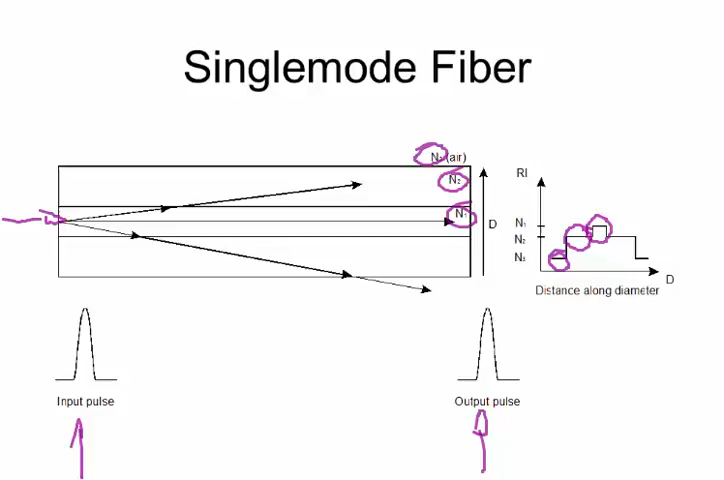 Singlemode Fiber
N₃ (air)
N₂
N₁
D
RI
N₁
N₂
N₃
D
Distance along diameter
Input pulse
Output pulse